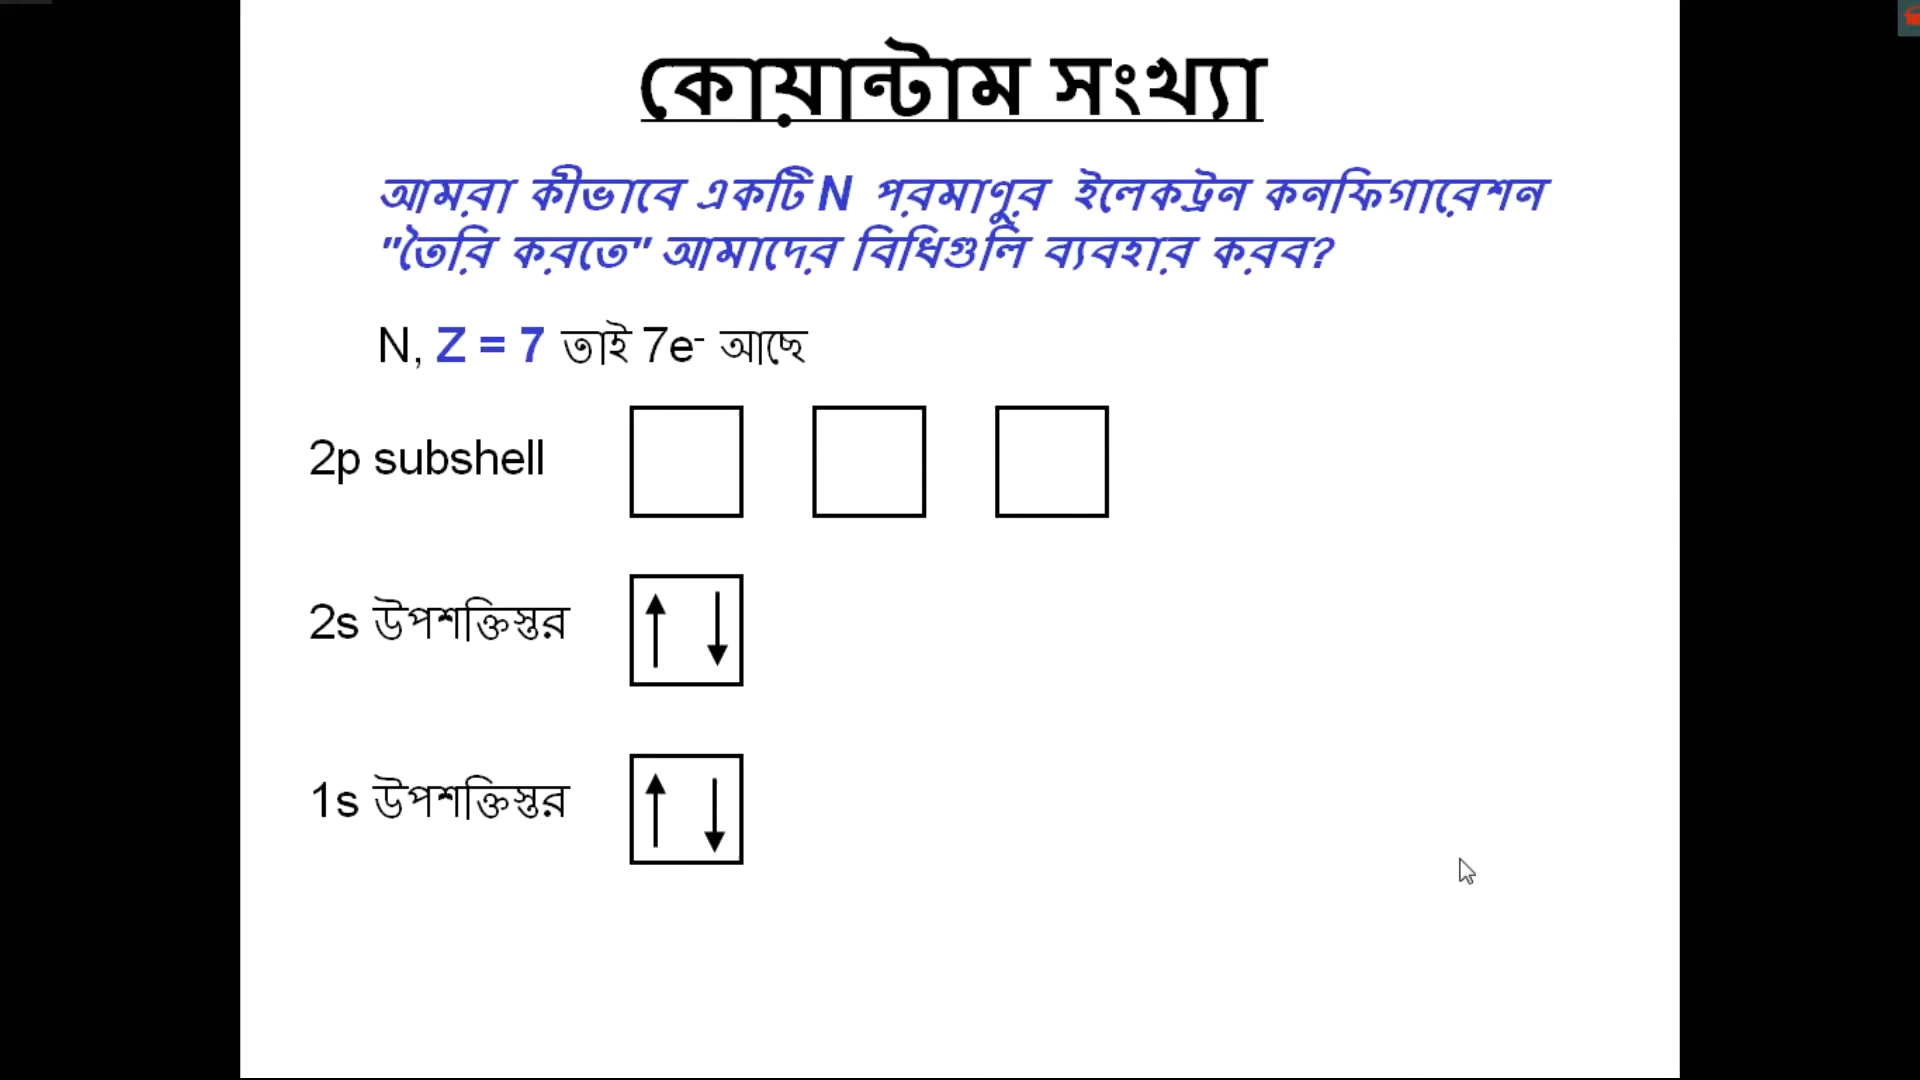 কোয়ান্টাম সংখ্যা
আমরা কীভাবে একটি N পরমাণুর ইলেকট্রন কনফিগারেশন
"তৈরি করতে" আমাদের বিধিগুলি ব্যবহার করব?
N, Z = 7 তাই 7e⁻ আছে
2p subshell
2s উপশক্তিস্তর
1s উপশক্তিস্তর